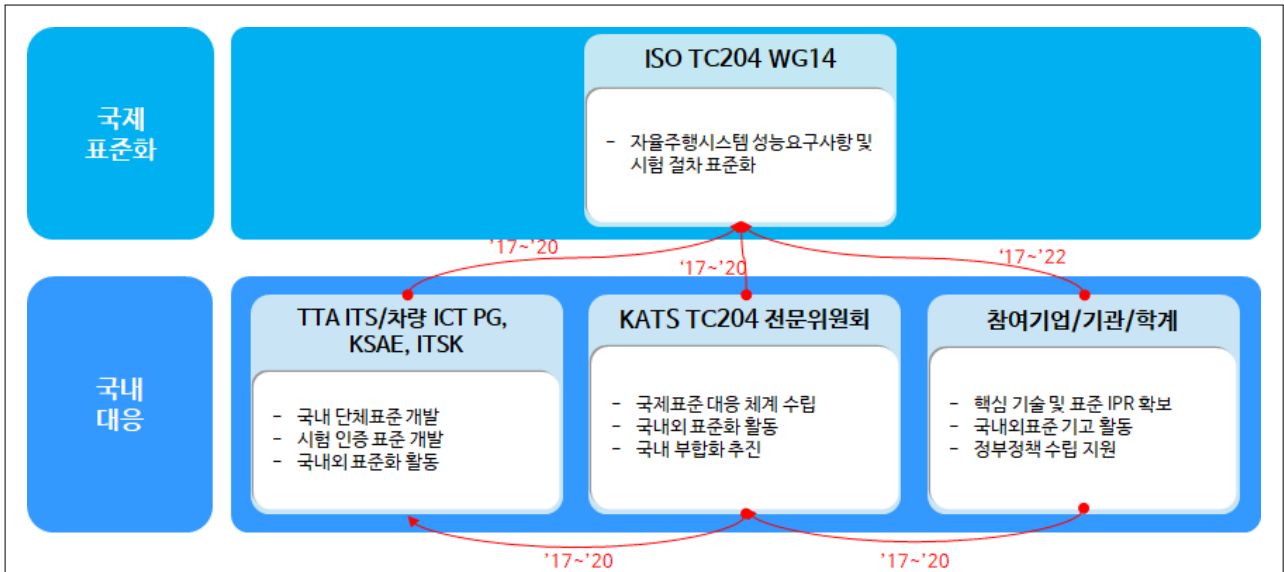 국제
표준화
ISO TC204 WG14
- 자율주행시스템 성능요구사항 및
시험 절차 표준화
’17~’20
‘17~’20
‘17~’22
국내
대응
TTA ITS/차량 ICT PG,
KSAE, ITSK
- 국내 단체표준 개발
- 시험 인증 표준 개발
- 국내외 표준화 활동
KATS TC204 전문위원회
- 국제표준 대응 체계 수립
- 국내외 표준화 활동
- 국내 부합화 추진
참여기업/기관/학계
- 핵심 기술 및 표준 IPR 확보
- 국내외표준 기고 활동
- 정부정책 수립 지원
’17~’20
’17~’20